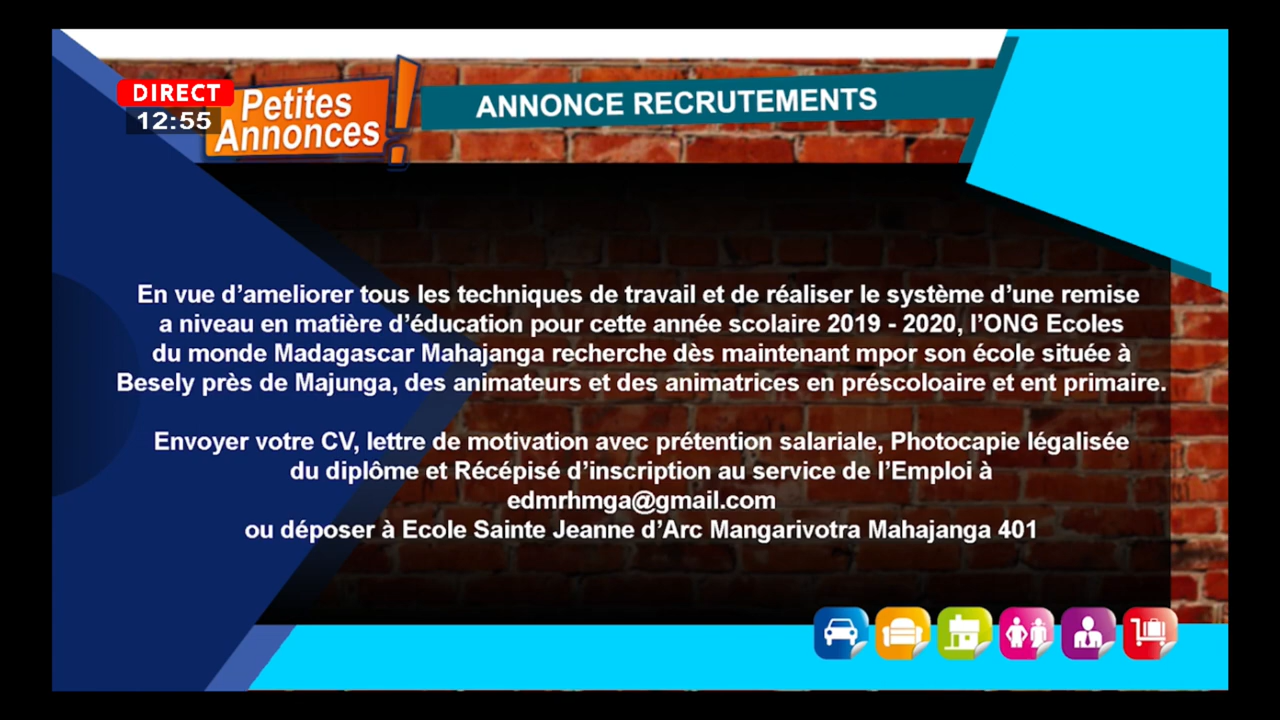 DIRECT
12:55
Petites
Annonces
ANNONCE RECRUTEMENTS
En vue d'ameliorer tous les techniques de travail et de réaliser le système d'une remise
a niveau en matière d'éducation pour cette année scolaire 2019 - 2020, l'ONG Ecoles
du monde Madagascar Mahajanga recherche dès maintenant mpor son école située à
Besely près de Majunga, des animateurs et des animatrices en préscoloaire et ent primaire.
Envoyer votre CV, lettre de motivation avec prétention salariale, Photocapie légalisée
du diplôme et Récépisé d'inscription au service de l'Emploi à
edmrhmga@gmail.com
ou déposer à Ecole Sainte Jeanne d'Arc Mangarivotra Mahajanga 401